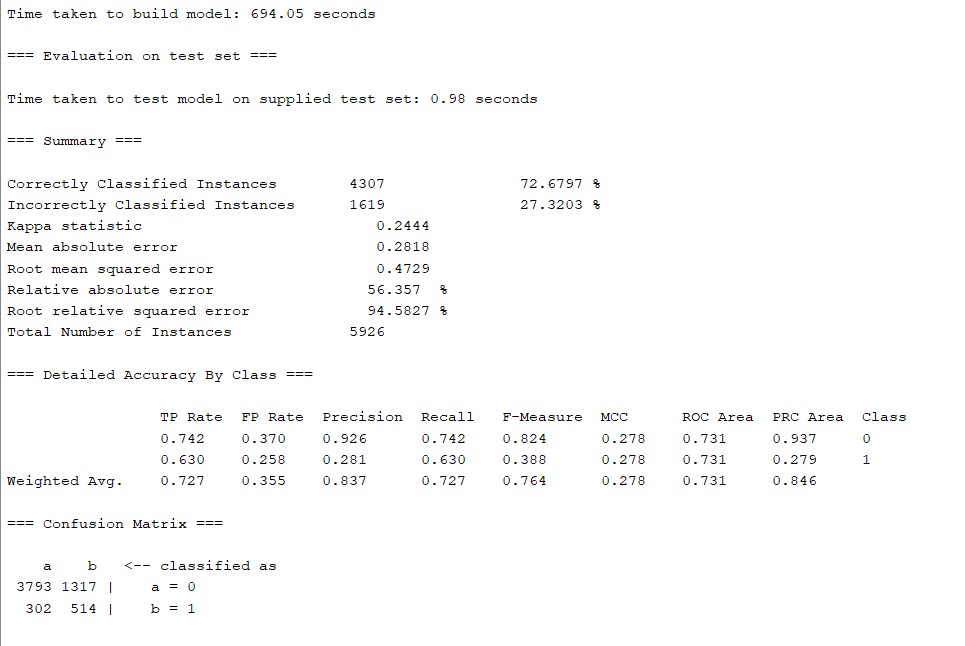 Time taken to build model: 694.05 seconds
=== Evaluation on test set ===
Time taken to test model on supplied test set: 0.98 seconds
=== Summary ===
Correctly Classified Instances 4307 72.6797 %
Incorrectly Classified Instances 1619 27.3203 %
Kappa statistic 0.2444
Mean absolute error 0.2818
Root mean squared error 0.4729
Relative absolute error 56.357 %
Root relative squared error 94.5827 %
Total Number of Instances 5926
=== Detailed Accuracy By Class ===
TP Rate FP Rate Precision Recall F-Measure MCC ROC Area PRC Area Class
0.742 0.370 0.926 0.742 0.824 0.278 0.731 0.937 0
0.630 0.258 0.281 0.630 0.388 0.278 0.731 0.279 1
Weighted Avg. 0.727 0.355 0.837 0.727 0.764 0.278 0.731 0.846
=== Confusion Matrix ===
a b <-- classified as
3793 1317 | a = 0
302 514 | b = 1